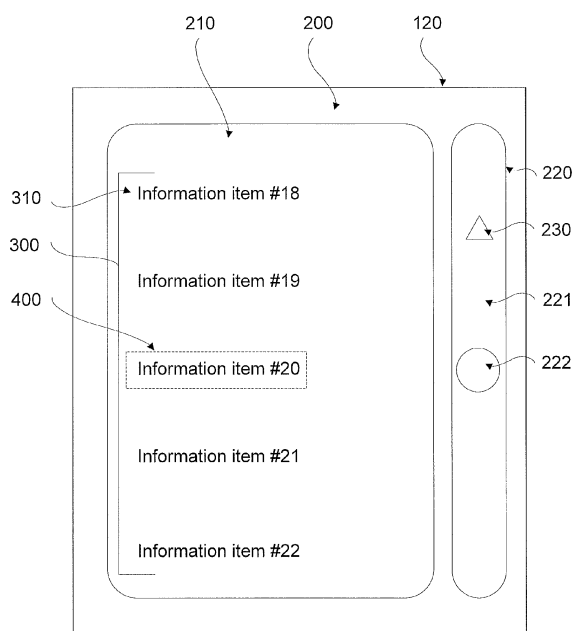 210
200
120
310
Information item #18
220
300
230
Information item #19
400
221
Information item #20
222
Information item #21
Information item #22